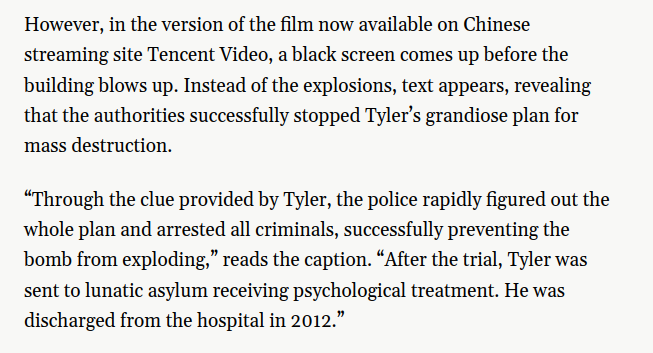 However, in the version of the film now available on Chinese
streaming site Tencent Video, a black screen comes up before the
building blows up. Instead of the explosions, text appears, revealing
that the authorities successfully stopped Tyler’s grandiose plan for
mass destruction.
“Through the clue provided by Tyler, the police rapidly figured out the
whole plan and arrested all criminals, successfully preventing the
bomb from exploding,” reads the caption. “After the trial, Tyler was
sent to lunatic asylum receiving psychological treatment. He was
discharged from the hospital in 2012.”